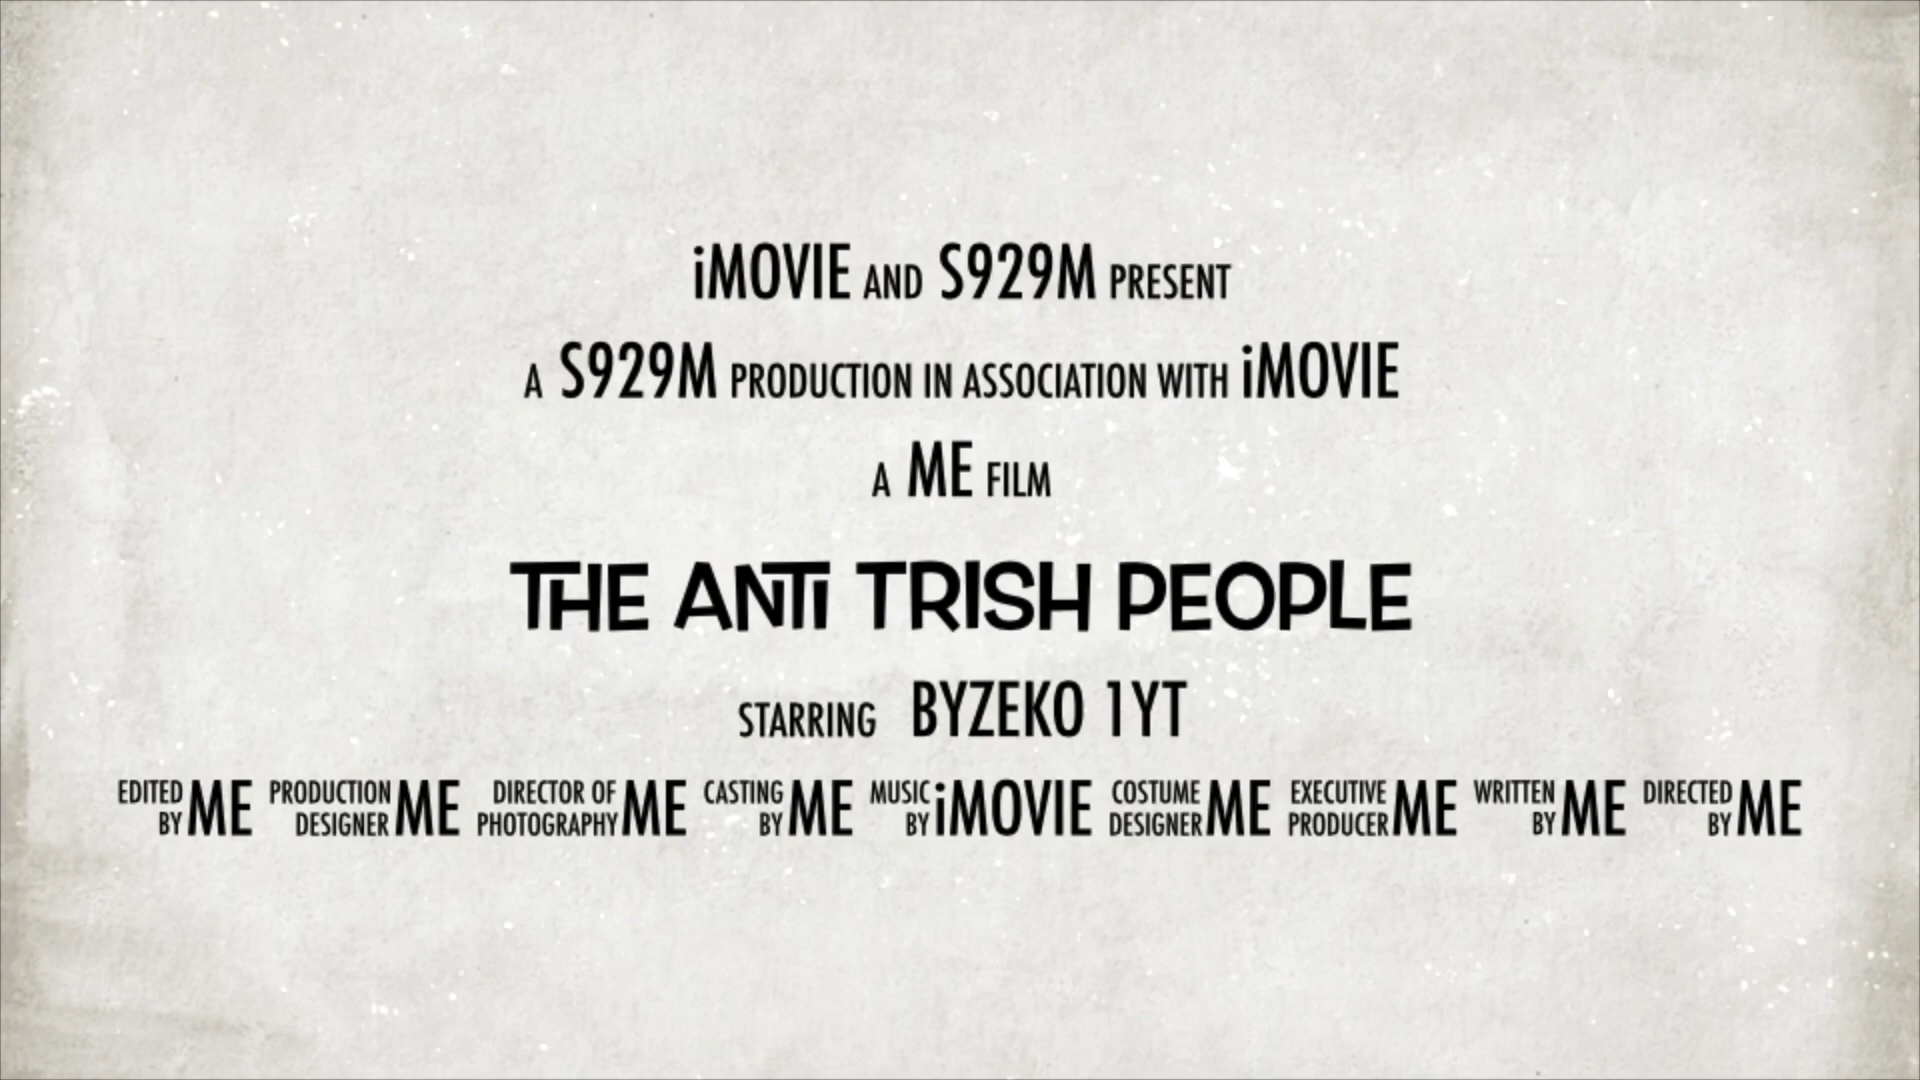 iMOVIE AND S929M PRESENT
A S929M PRODUCTION IN ASSOCIATION WITH iMOVIE
A ME FILM
THE ANTI TRISH PEOPLE
STARRING BYZEKO 1YT
EDITED BY ME PRODUCTION DESIGNER ME DIRECTOR OF PHOTOGRAPHY ME CASTING BY ME MUSIC BY iMOVIE COSTUME DESIGNER ME EXECUTIVE PRODUCER ME WRITTEN BY ME DIRECTED BY ME